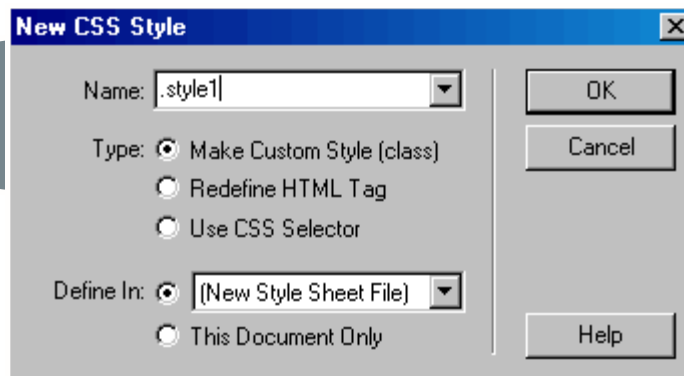 New CSS Style
Name: .style1
OK
Type: Make Custom Style (class)
Cancel
Redefine HTML Tag
Use CSS Selector
Define In: (New Style Sheet File)
This Document Only
Help